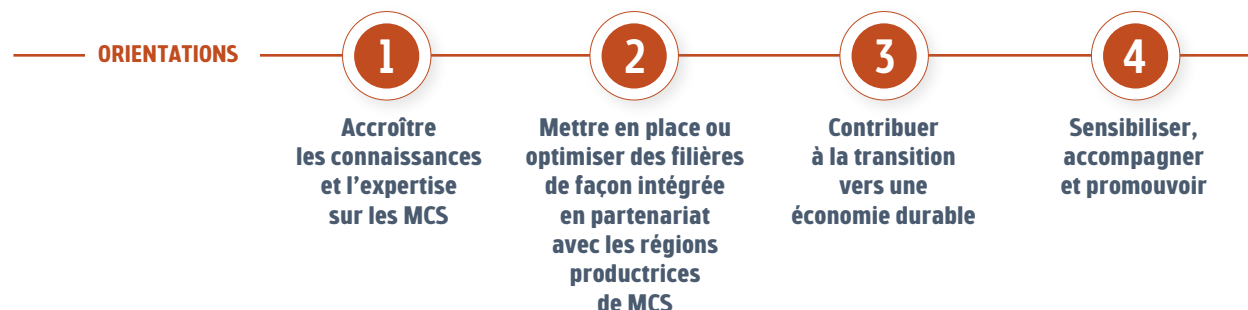 ORIENTATIONS
1
Accroître
les connaissances
et l'expertise
sur les MCS
2
Mettre en place ou
optimiser des filières
de façon intégrée
en partenariat
avec les régions
productrices
de MCS
3
Contribuer
à la transition
vers une
économie durable
4
Sensibiliser,
accompagner
et promouvoir